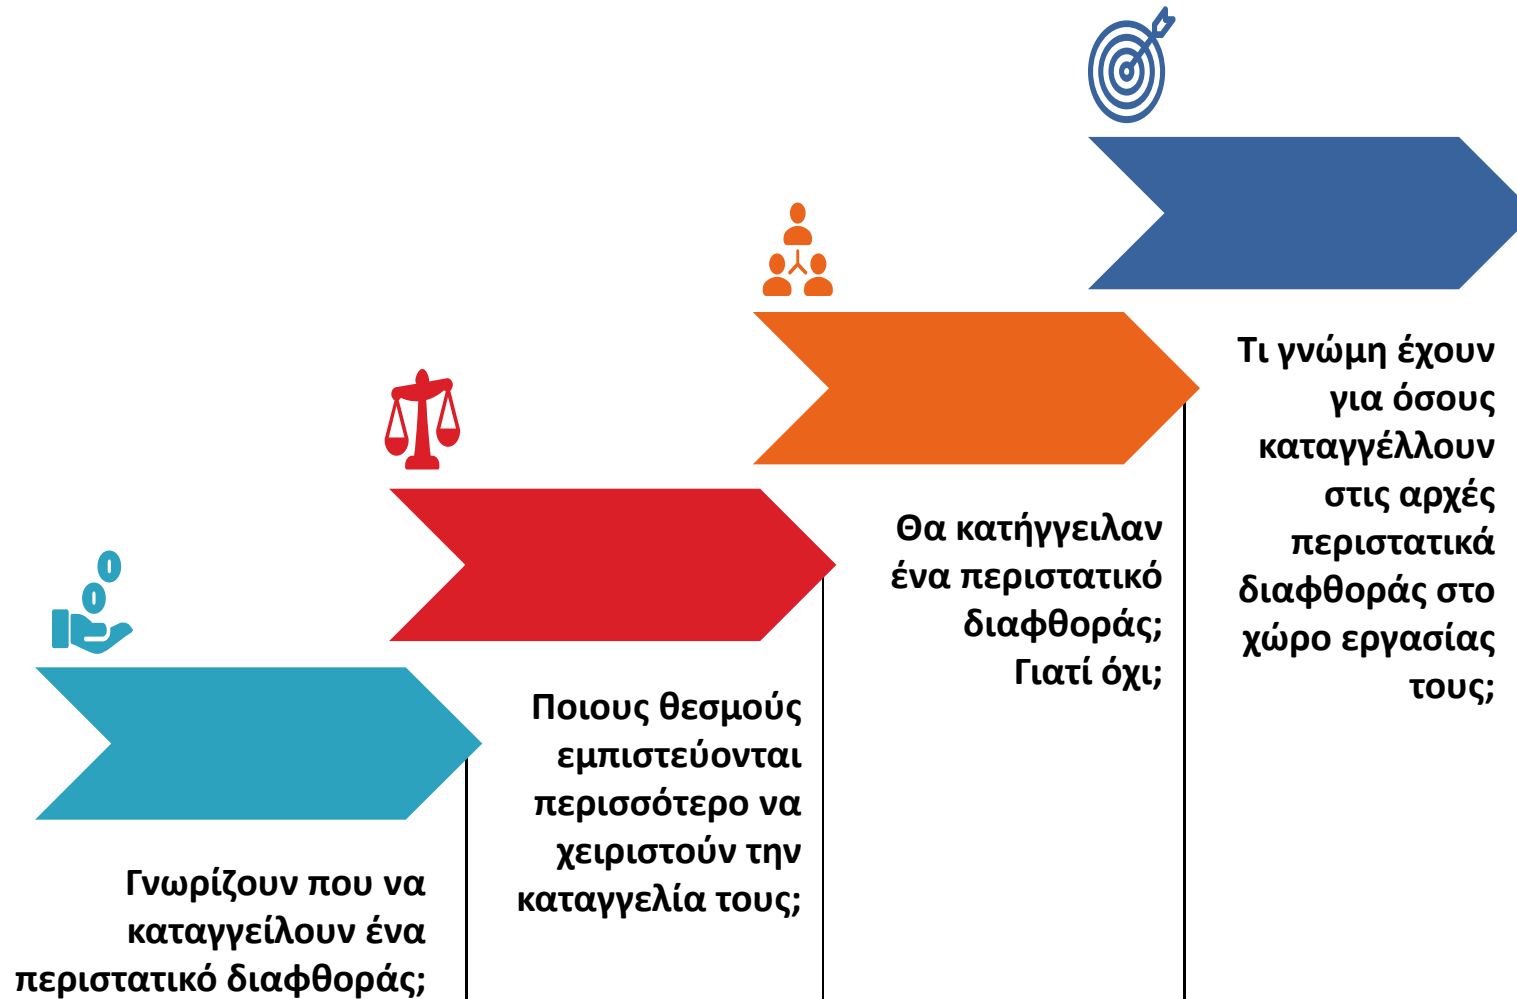 Γνωρίζουν που να
καταγγείλουν ένα
περιστατικό διαφθοράς;
Ποιους θεσμούς
εμπιστεύονται
περισσότερο να
χειριστούν την
καταγγελία τους;
Θα κατήγγειλαν
ένα περιστατικό
διαφθοράς;
Γιατί όχι;
Τι γνώμη έχουν
για όσους
καταγγέλλουν
στις αρχές
περιστατικά
διαφθοράς στο
χώρο εργασίας
τους;